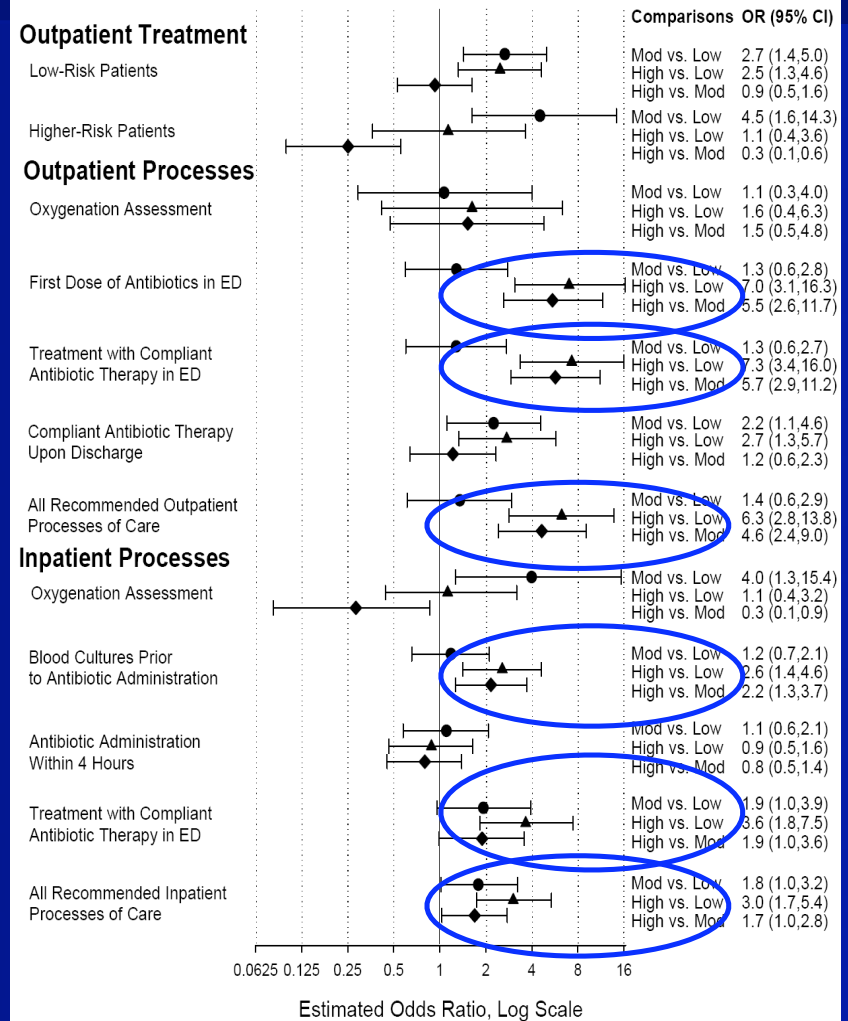 Comparisons OR (95% CI)
Outpatient Treatment
Low-Risk Patients
Mod vs. Low 2.7 (1.4,5.0)
High vs. Low 2.5 (1.3,4.6)
High vs. Mod 0.9 (0.5,1.6)
Higher-Risk Patients
Mod vs. Low 4.5 (1.6,14.3)
High vs. Low 1.1 (0.4,3.6)
High vs. Mod 0.3 (0.1,0.6)
Outpatient Processes
Oxygenation Assessment
Mod vs. Low 1.1 (0.3,4.0)
High vs. Low 1.6 (0.4,6.3)
High vs. Mod 1.5 (0.5,4.8)
First Dose of Antibiotics in ED
Mod vs. Low 1.3 (0.6,2.8)
High vs. Low 7.0 (3.1,16.3)
High vs. Mod 5.5 (2.6,11.7)
Treatment with Compliant
Antibiotic Therapy in ED
Mod vs. Low 1.3 (0.6,2.7)
High vs. Low 7.3 (3.4,16.0)
High vs. Mod 5.7 (2.9,11.2)
Compliant Antibiotic Therapy
Upon Discharge
Mod vs. Low 2.2 (1.1,4.6)
High vs. Low 2.7 (1.3,5.7)
High vs. Mod 1.2 (0.6,2.3)
All Recommended Outpatient
Processes of Care
Mod vs. Low 1.4 (0.6,2.9)
High vs. Low 6.3 (2.8,13.8)
High vs. Mod 4.6 (2.4,9.0)
Inpatient Processes
Oxygenation Assessment
Mod vs. Low 4.0 (1.3,15.4)
High vs. Low 1.1 (0.4,3.2)
High vs. Mod 0.3 (0.1,0.9)
Blood Cultures Prior
to Antibiotic Administration
Mod vs. Low 1.2 (0.7,2.1)
High vs. Low 2.6 (1.4,4.6)
High vs. Mod 2.2 (1.3,3.7)
Antibiotic Administration
Within 4 Hours
Mod vs. Low 1.1 (0.6,2.1)
High vs. Low 0.9 (0.5,1.6)
High vs. Mod 0.8 (0.5,1.4)
Treatment with Compliant
Antibiotic Therapy in ED
Mod vs. Low 1.9 (1.0,3.9)
High vs. Low 3.6 (1.8,7.5)
High vs. Mod 1.9 (1.0,3.6)
All Recommended Inpatient
Processes of Care
Mod vs. Low 1.8 (1.0,3.2)
High vs. Low 3.0 (1.7,5.4)
High vs. Mod 1.7 (1.0,2.8)
0.0625 0.125 0.25 0.5 1 2 4 8 16
Estimated Odds Ratio, Log Scale